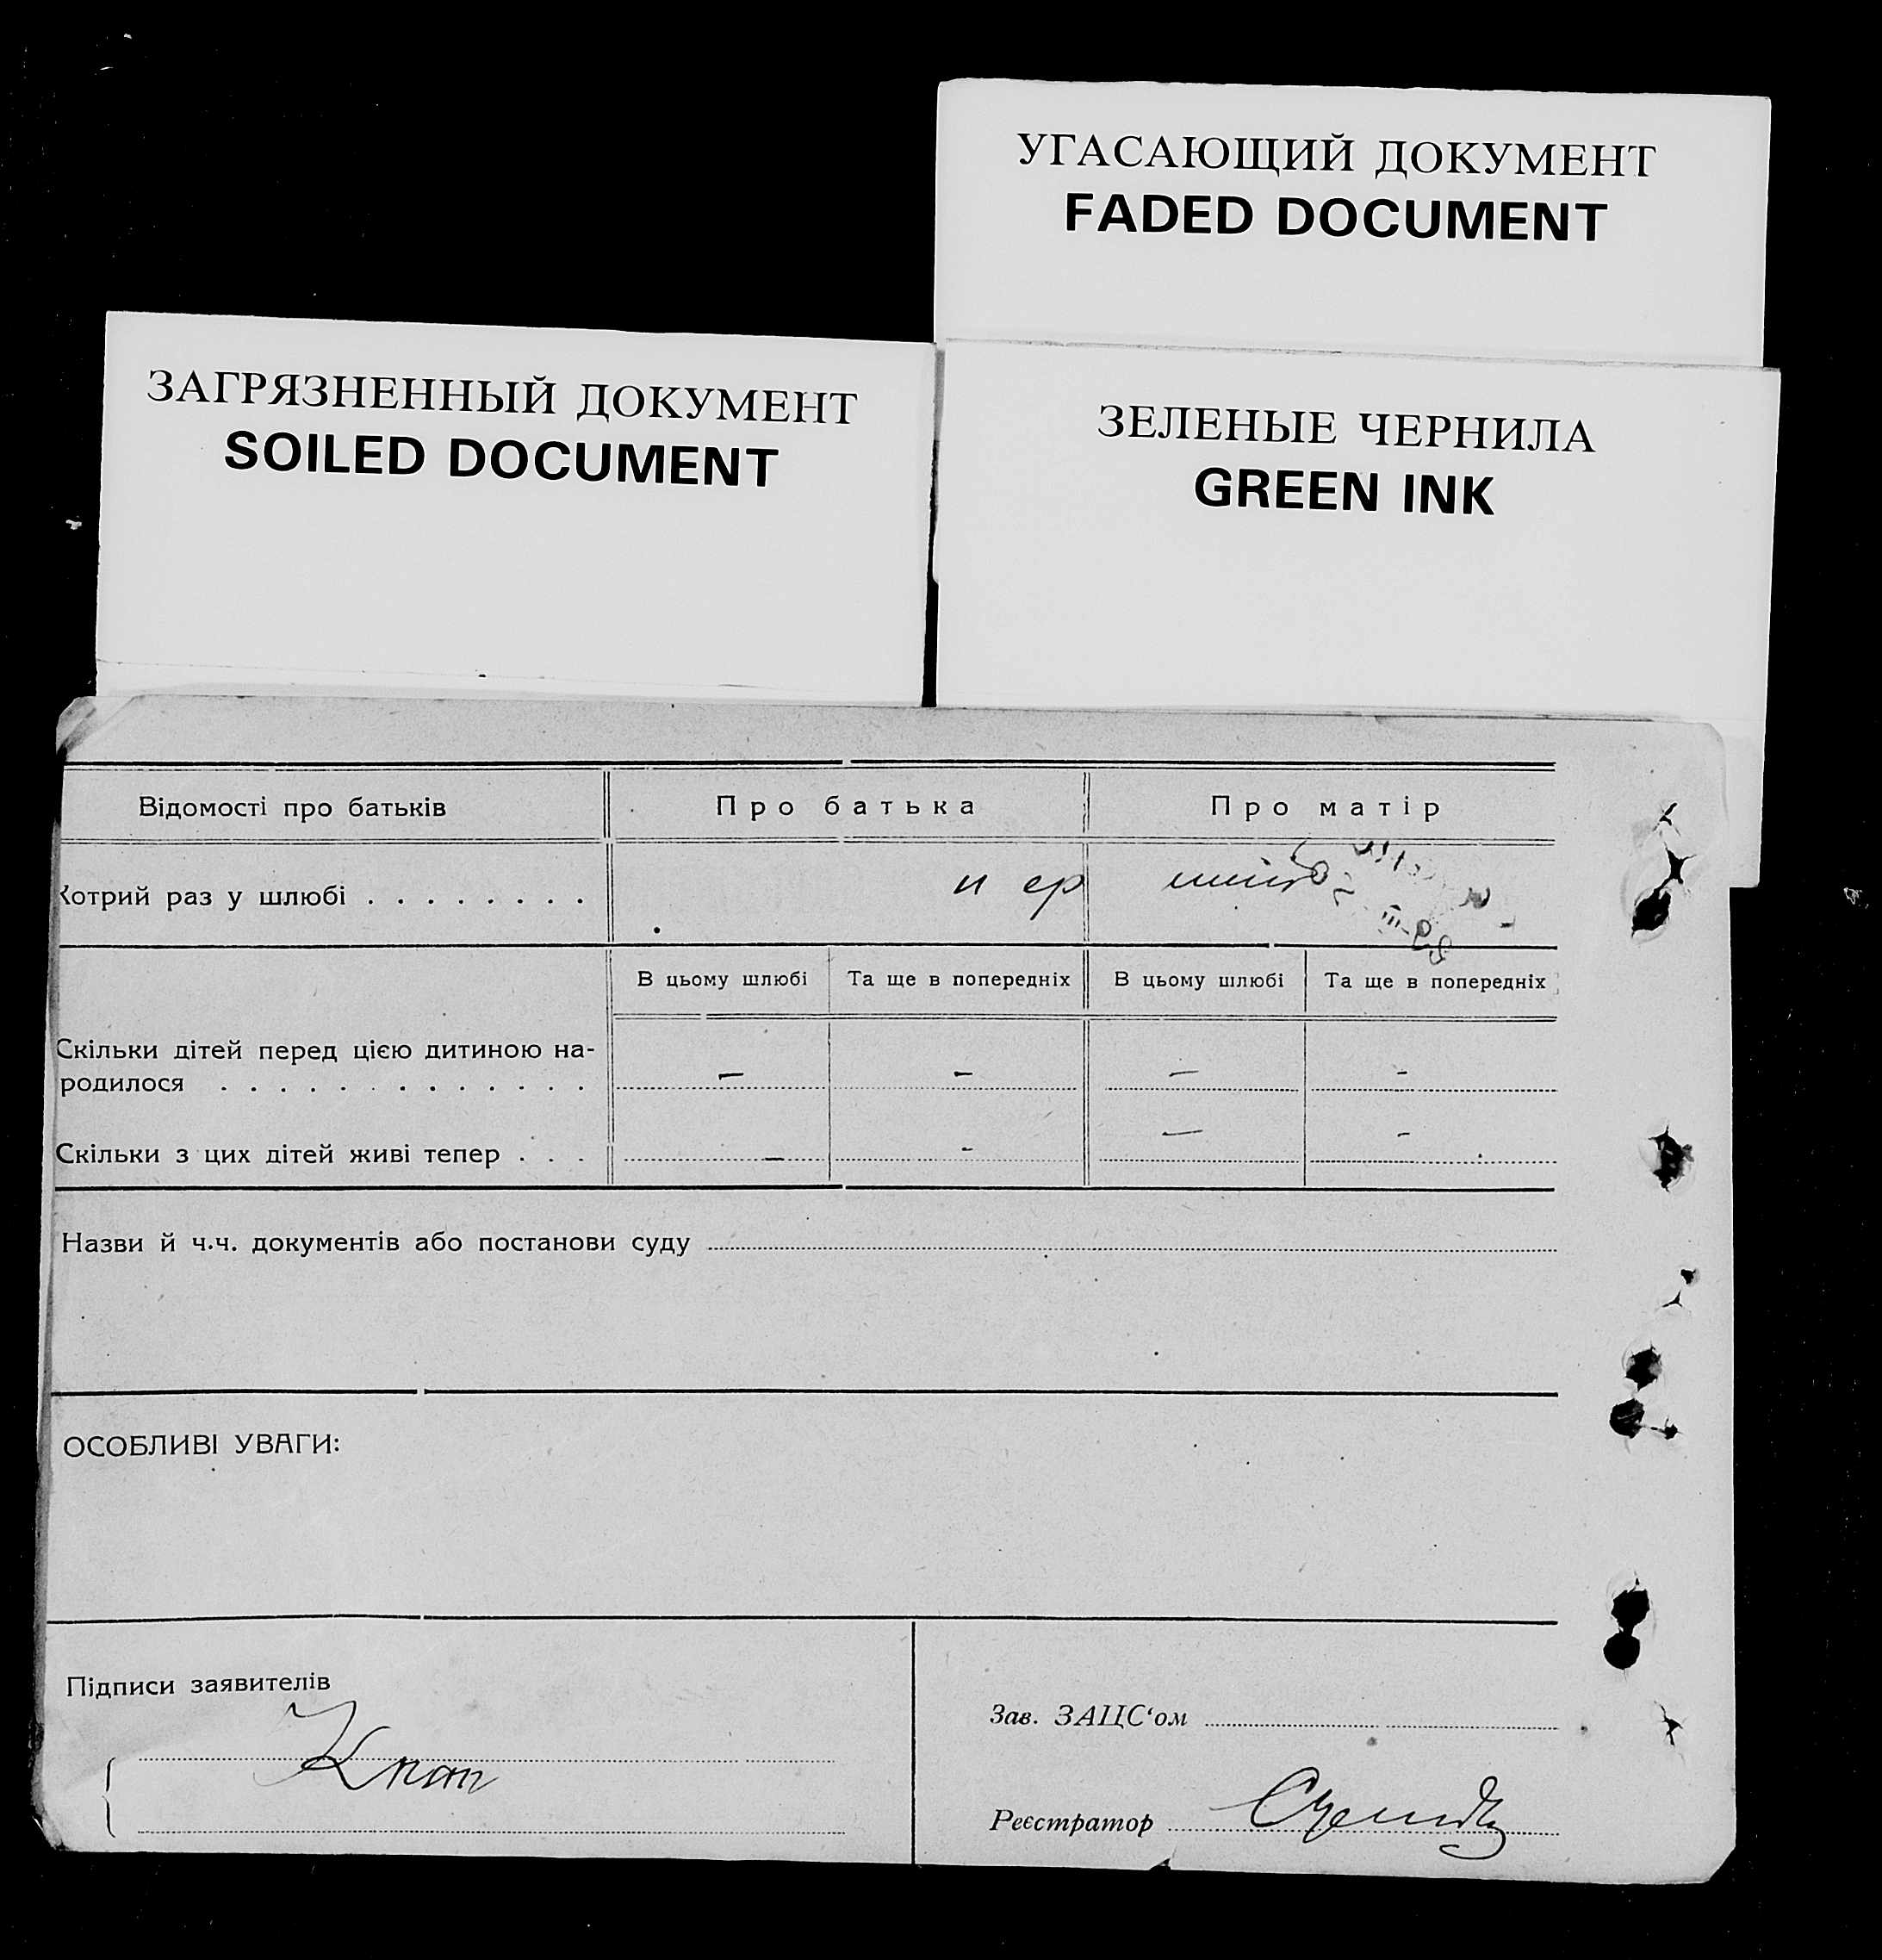 УГАСАЮЩИЙ ДОКУМЕНТ
FADED DOCUMENT
ЗАГРЯЗНЕННЫЙ ДОКУМЕНТ
SOILED DOCUMENT
ЗЕЛЕНЫЕ ЧЕРНИЛА
GREEN INK
Відомості про батьків Про батька Про матір
Котрий раз у шлюбі . . . . . . . .
В цьому шлюбі Та ще в попередніх В цьому шлюбі Та ще в попередніх
Скільки дітей перед цією дитиною на-
родилося . . . . . . . . . . . . . – – – –
Скільки з цих дітей живі тепер . . . – – – –
Назви й ч.ч. документів або постанови суду
ОСОБЛИВІ УВАГИ:
Підписи заявителів
Зав. ЗАЦС‘ом
Реєстратор